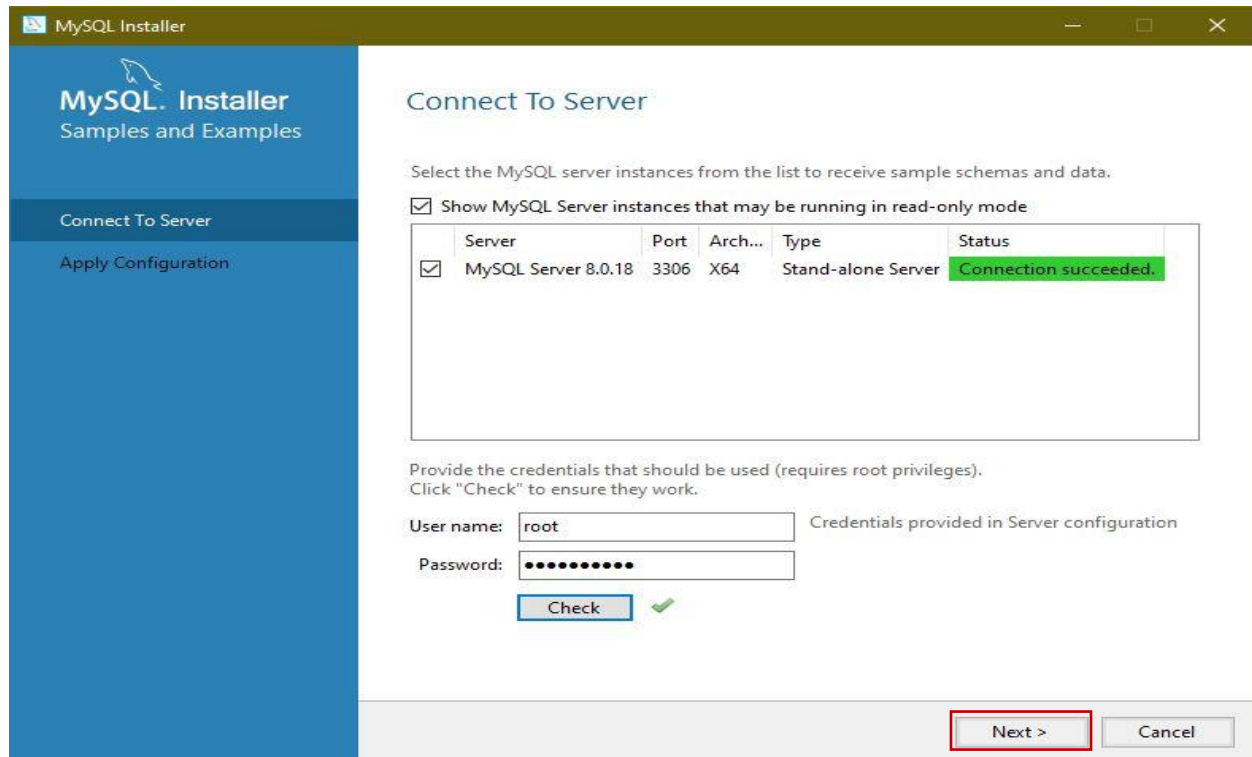 MySQL Installer
MySQL. Installer
Samples and Examples
Connect To Server
Apply Configuration
Connect To Server
Select the MySQL server instances from the list to receive sample schemas and data.
Show MySQL Server instances that may be running in read-only mode
Server Port Arch... Type Status
MySQL Server 8.0.18 3306 X64 Stand-alone Server Connection succeeded.
Provide the credentials that should be used (requires root privileges).
Click "Check" to ensure they work.
User name: root Credentials provided in Server configuration
Password: ●●●●●●●●●●
Check
Next > Cancel